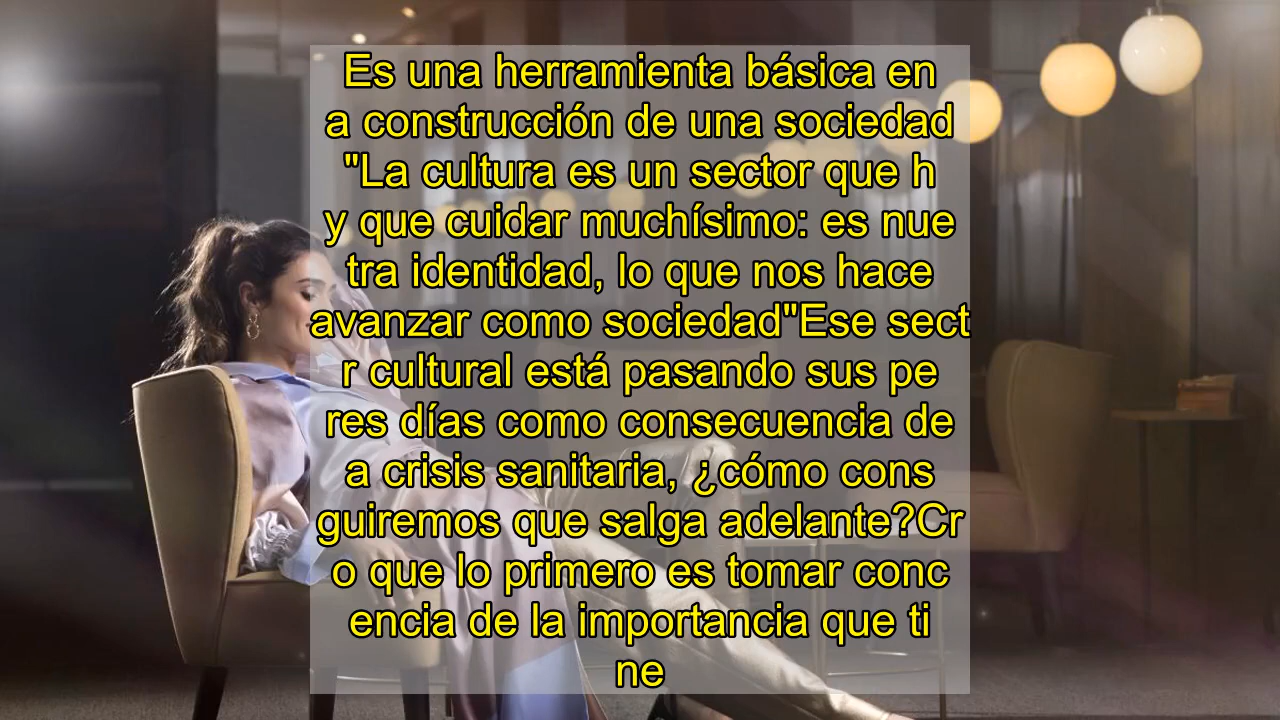 Es una herramienta básica en
a construcción de una sociedad
"La cultura es un sector que h
y que cuidar muchísimo: es nue
tra identidad, lo que nos hace
avanzar como sociedad"Ese sect
r cultural está pasando sus pe
res días como consecuencia de
a crisis sanitaria, ¿cómo cons
guiremos que salga adelante?Cr
o que lo primero es tomar conc
encia de la importancia que ti
ne